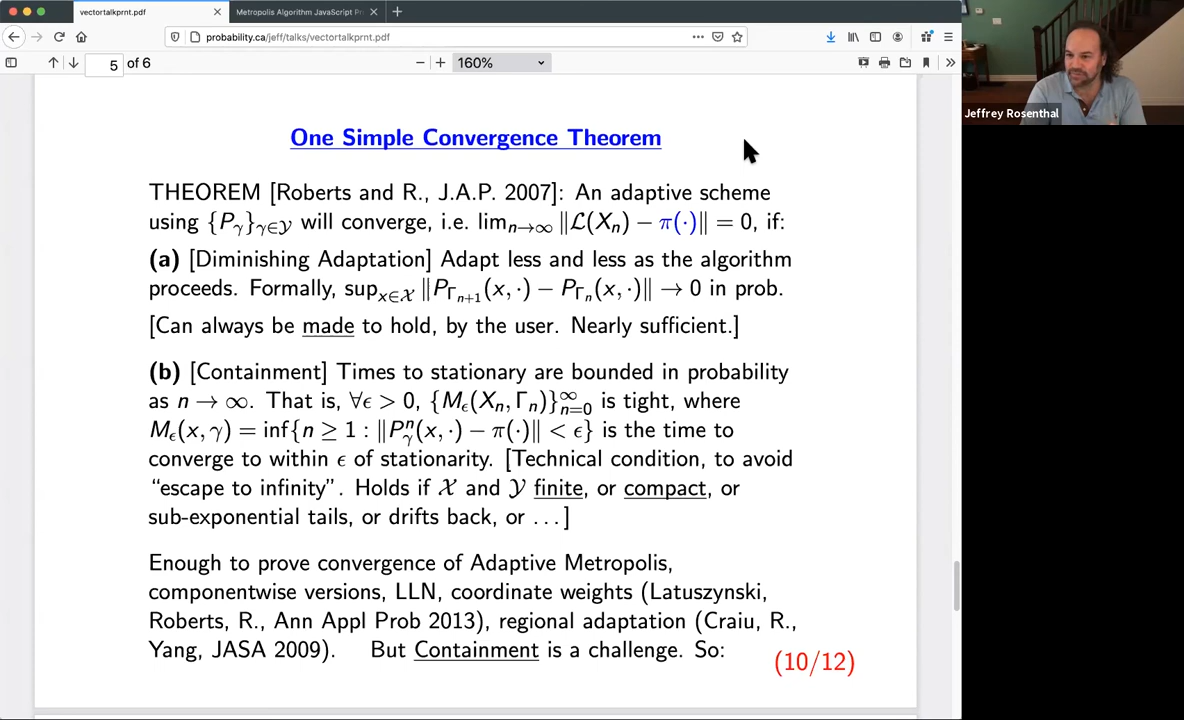 vectortalkprnt.pdf
Metropolis Algorithm JavaScript P
probability.ca/jeff/talks/vectortalkprnt.pdf
5 of 6
160%
One Simple Convergence Theorem
THEOREM [Roberts and R., J.A.P. 2007]: An adaptive scheme
using {P_γ}_{γ∈𝒴} will converge, i.e. lim_{n→∞} ‖ℒ(X_n) − π(·)‖ = 0, if:
(a) [Diminishing Adaptation] Adapt less and less as the algorithm
proceeds. Formally, sup_{x∈𝒳} ‖P_{Γ_{n+1}}(x, ·) − P_{Γ_n}(x, ·)‖ → 0 in prob.
[Can always be made to hold, by the user. Nearly sufficient.]
(b) [Containment] Times to stationary are bounded in probability
as n → ∞. That is, ∀ϵ > 0, {M_ϵ(X_n, Γ_n)}_{n=0}^∞ is tight, where
M_ϵ(x, γ) = inf{n ≥ 1 : ‖P_γ^n(x, ·) − π(·)‖ < ϵ} is the time to
converge to within ϵ of stationarity. [Technical condition, to avoid
“escape to infinity”. Holds if 𝒳 and 𝒴 finite, or compact, or
sub-exponential tails, or drifts back, or . . . ]
Enough to prove convergence of Adaptive Metropolis,
componentwise versions, LLN, coordinate weights (Latuszynski,
Roberts, R., Ann Appl Prob 2013), regional adaptation (Craiu, R.,
Yang, JASA 2009). But Containment is a challenge. So:
(10/12)
Jeffrey Rosenthal